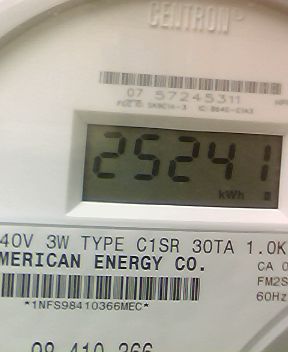 CENTRON
07 57245311
25241
kWh
40V 3W TYPE C1SR 30TA 1.0K
MERICAN ENERGY CO.
CA 0
FM2S
*1NFS98410366MEC*
60Hz
98 410 366